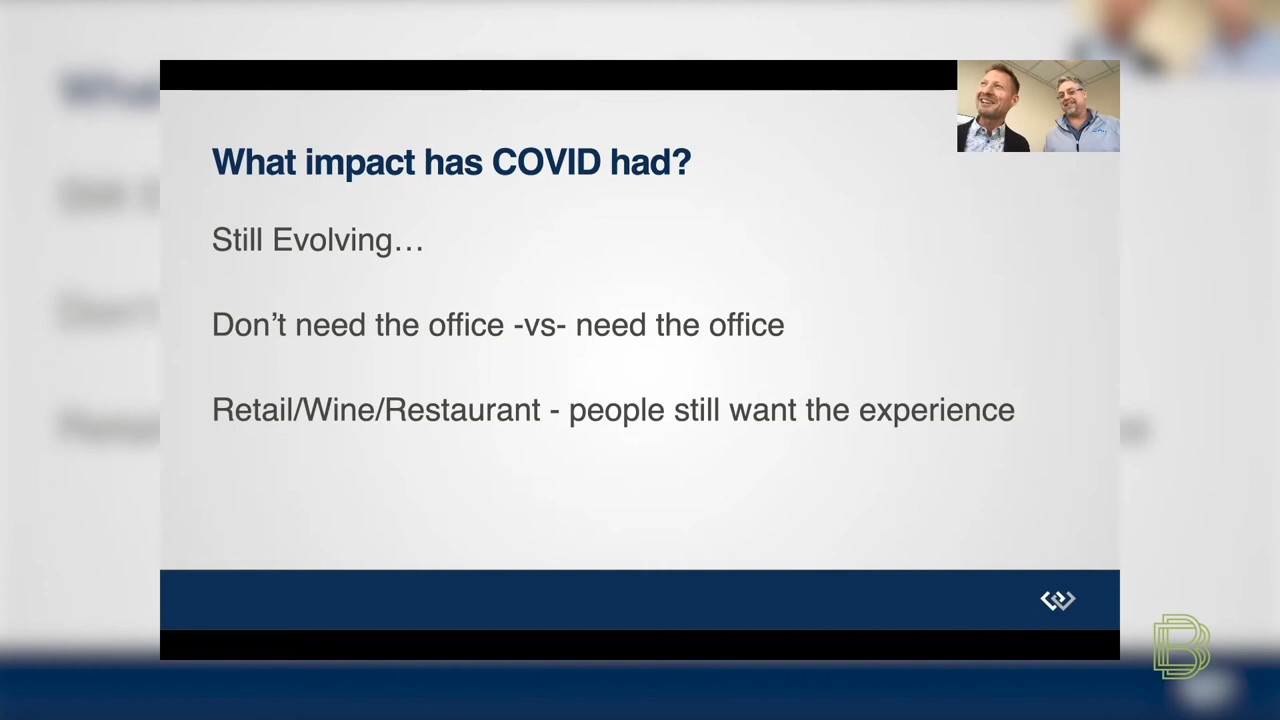 What impact has COVID had?
Still Evolving…
Don’t need the office -vs- need the office
Retail/Wine/Restaurant - people still want the experience